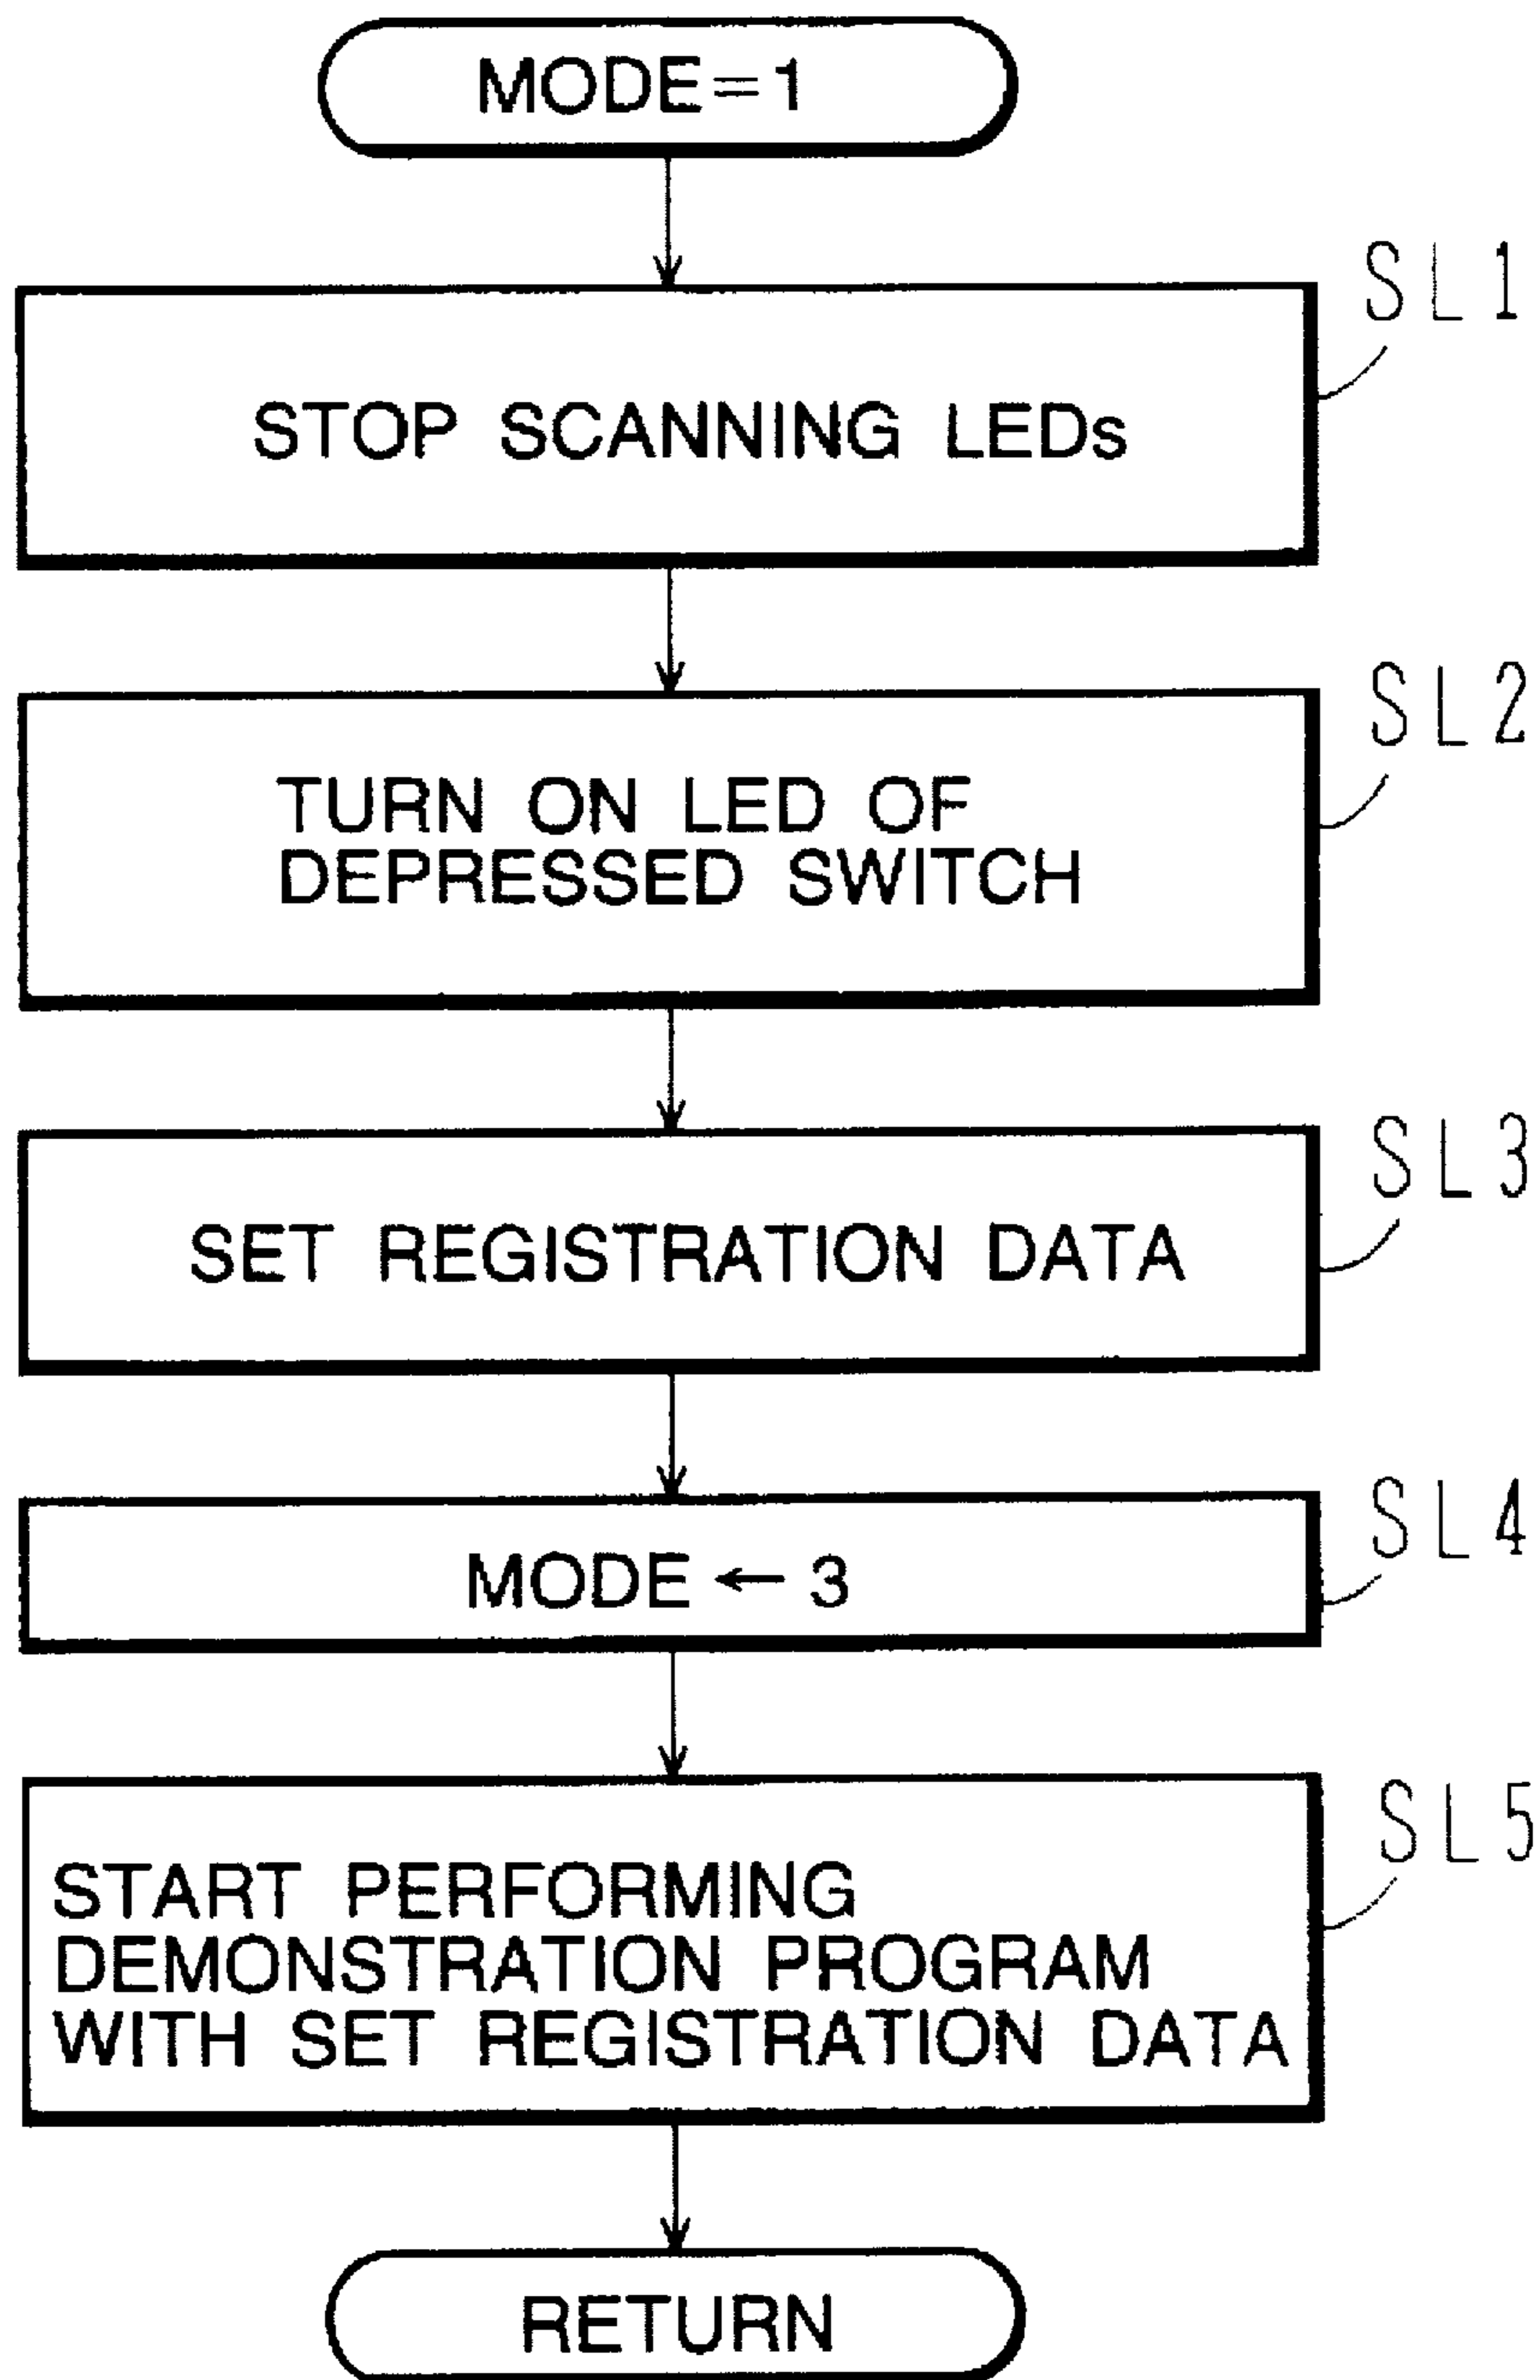 MODE=1
SL1
STOP SCANNING LEDs
SL2
TURN ON LED OF
DEPRESSED SWITCH
SL3
SET REGISTRATION DATA
SL4
MODE ← 3
SL5
START PERFORMING
DEMONSTRATION PROGRAM
WITH SET REGISTRATION DATA
RETURN